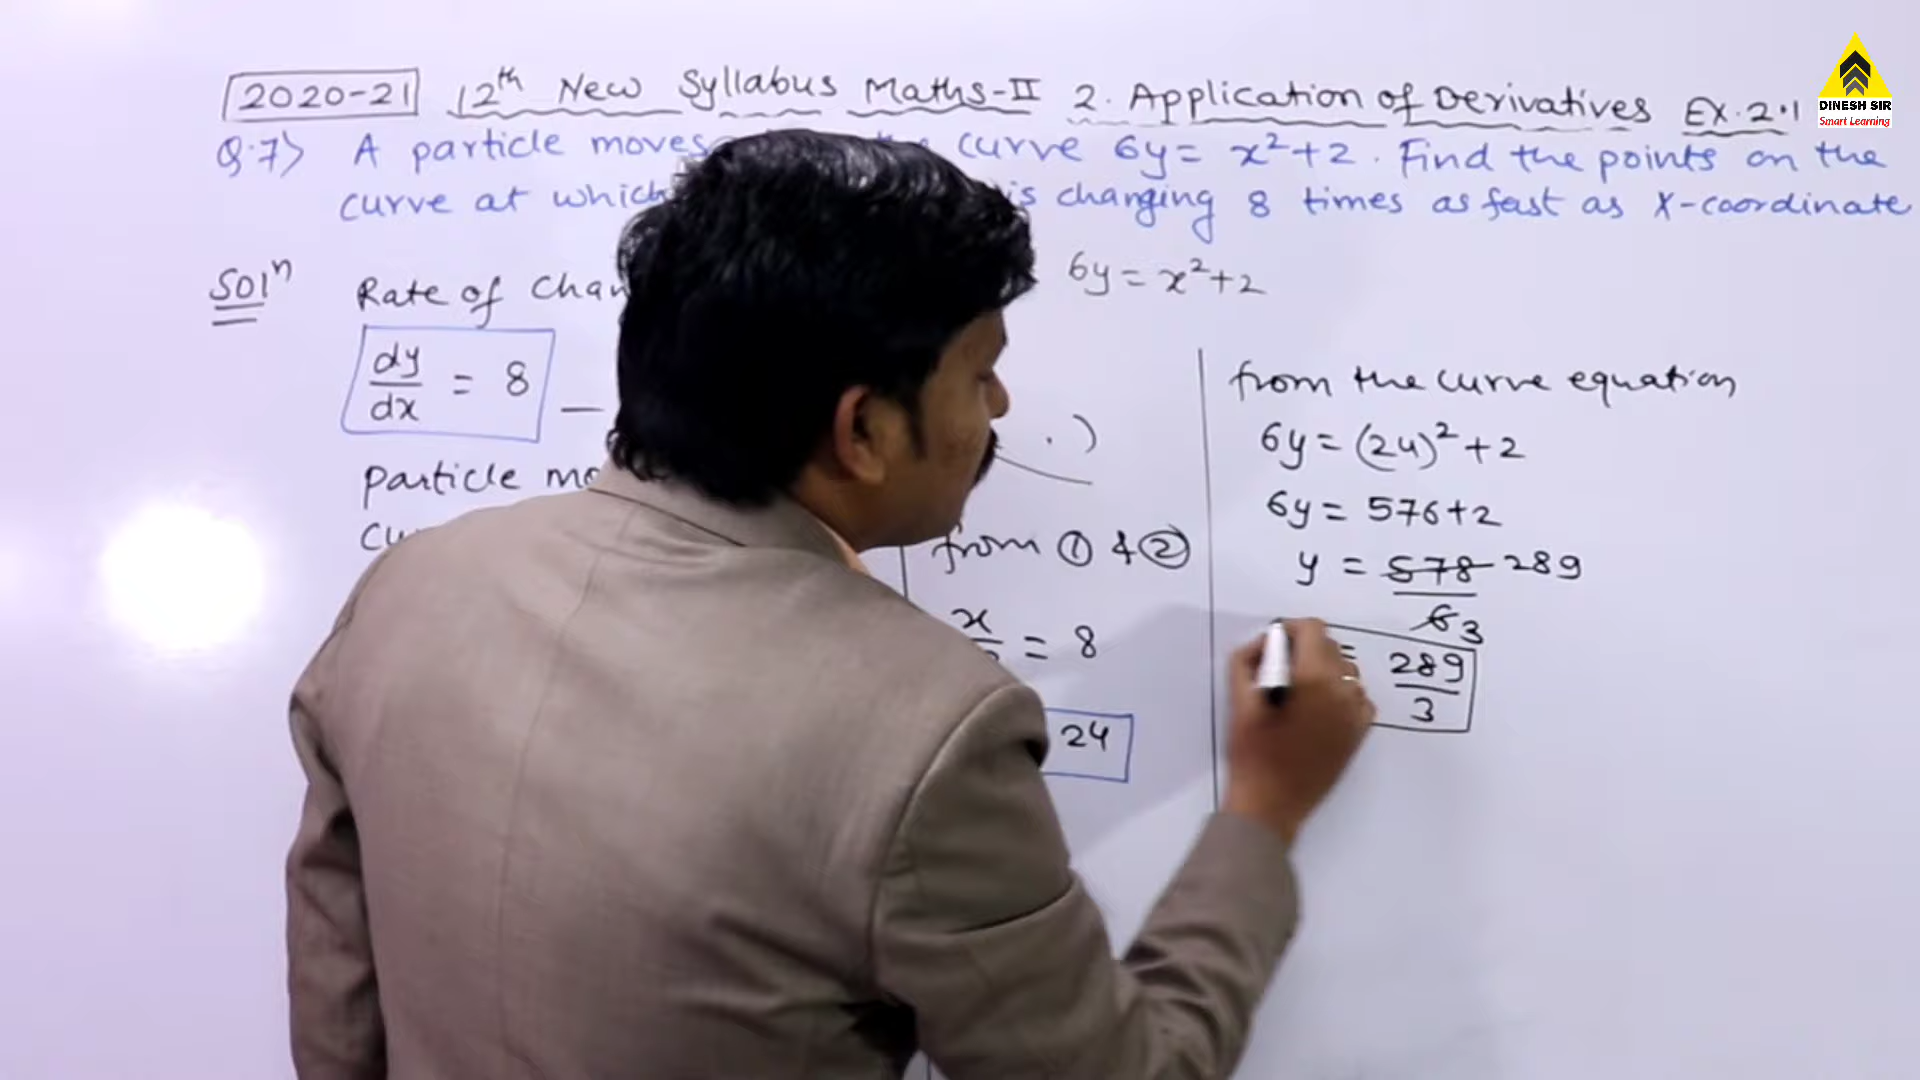 2020-21 12th New Syllabus Maths-II 2. Application of Derivatives Ex. 2.1
DINESH SIR
Smart Learning
Q.7> A particle moves curve 6y = x²+2. Find the points on the
curve at which is changing 8 times as fast as X-coordinate
Solⁿ Rate of 6y = x²+2
dy/dx = 8 —
particle
from ① & ②
= 8
24
from the curve equation
6y = (24)² + 2
6y = 576+2
y = 578 289
6 3
= 289/3